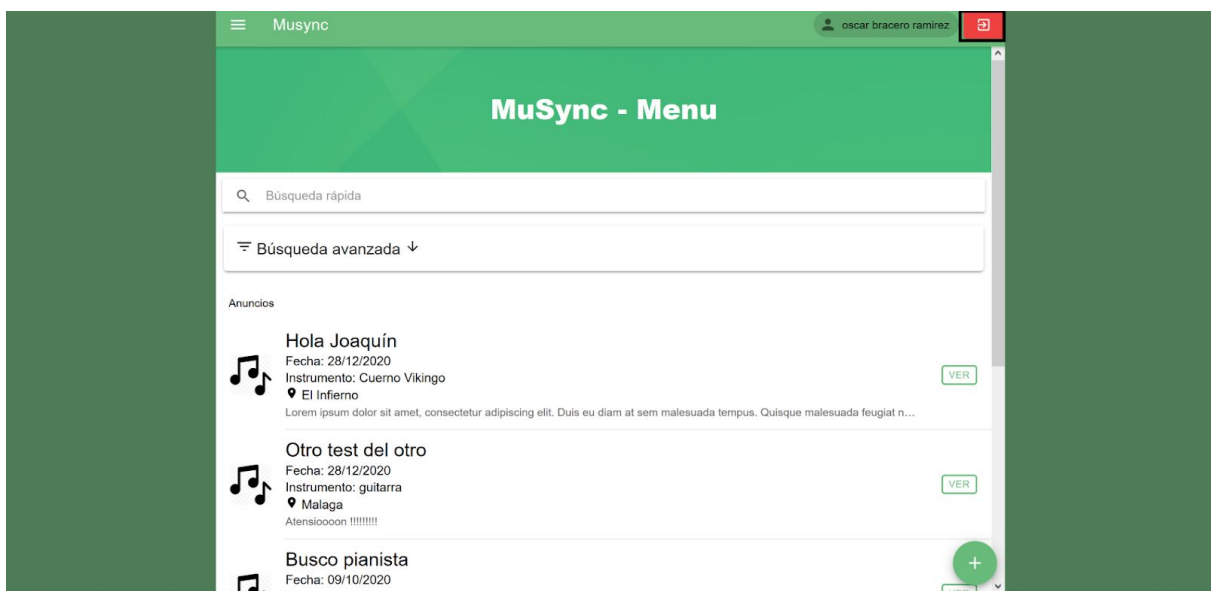 Musync
oscar bracero ramirez
MuSync - Menu
Búsqueda rápida
Búsqueda avanzada
Anuncios
Hola Joaquín
Fecha: 28/12/2020
Instrumento: Cuerno Vikingo
El Infierno
Lorem ipsum dolor sit amet, consectetur adipiscing elit. Duis eu diam at sem malesuada tempus. Quisque malesuada feugiat n...
VER
Otro test del otro
Fecha: 28/12/2020
Instrumento: guitarra
Malaga
Atensioooon !!!!!!!!!
VER
Busco pianista
Fecha: 09/10/2020